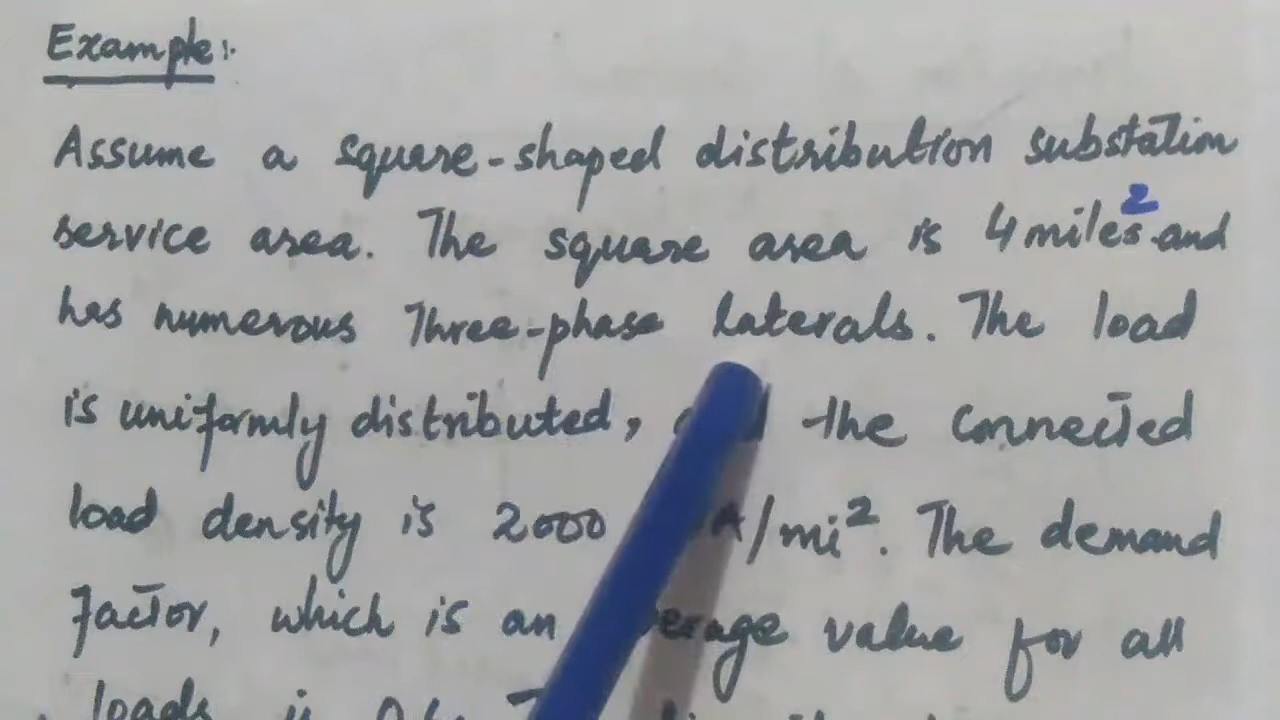 Example:
Assume a square-shaped distribution substation
service area. The square area is 4 miles² and
has numerous Three-phase laterals. The load
is uniformly distributed, the connected
load density is 2000 /mi². The demand
factor, which is an value for all
loads is